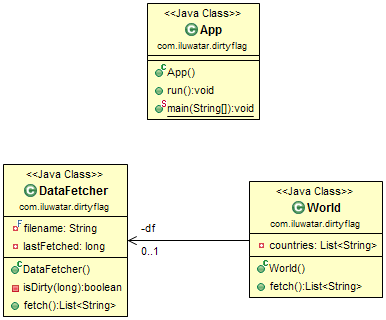 <<Java Class>>
App
com.iluwatar.dirtyflag
App()
run():void
main(String[]):void
<<Java Class>>
DataFetcher
com.iluwatar.dirtyflag
filename: String
lastFetched: long
DataFetcher()
isDirty(long):boolean
fetch():List<String>
-df
0..1
<<Java Class>>
World
com.iluwatar.dirtyflag
countries: List<String>
World()
fetch():List<String>